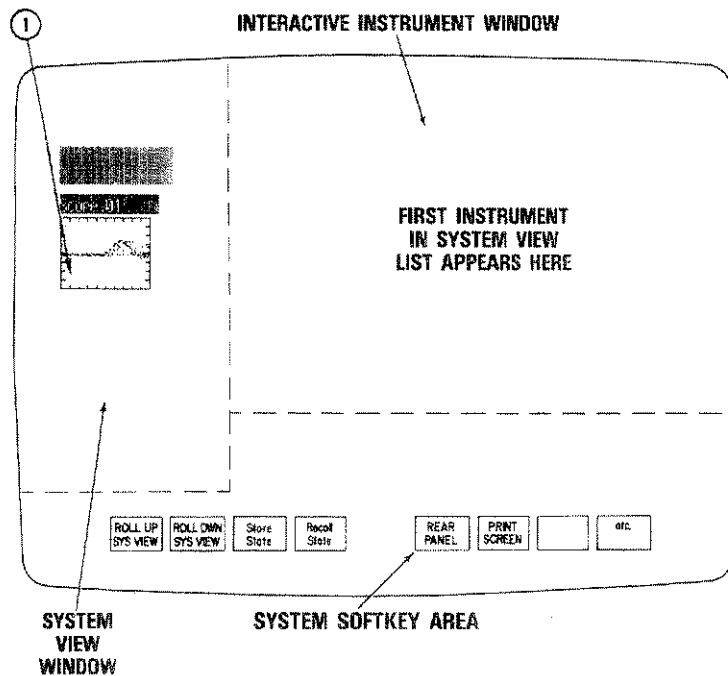 1
INTERACTIVE INSTRUMENT WINDOW
FIRST INSTRUMENT
IN SYSTEM VIEW
LIST APPEARS HERE
ROLL UP
SYS VIEW
ROLL DWN
SYS VIEW
Store
State
Recall
State
REAR
PANEL
PRINT
SCREEN
etc.
SYSTEM
VIEW
WINDOW
SYSTEM SOFTKEY AREA